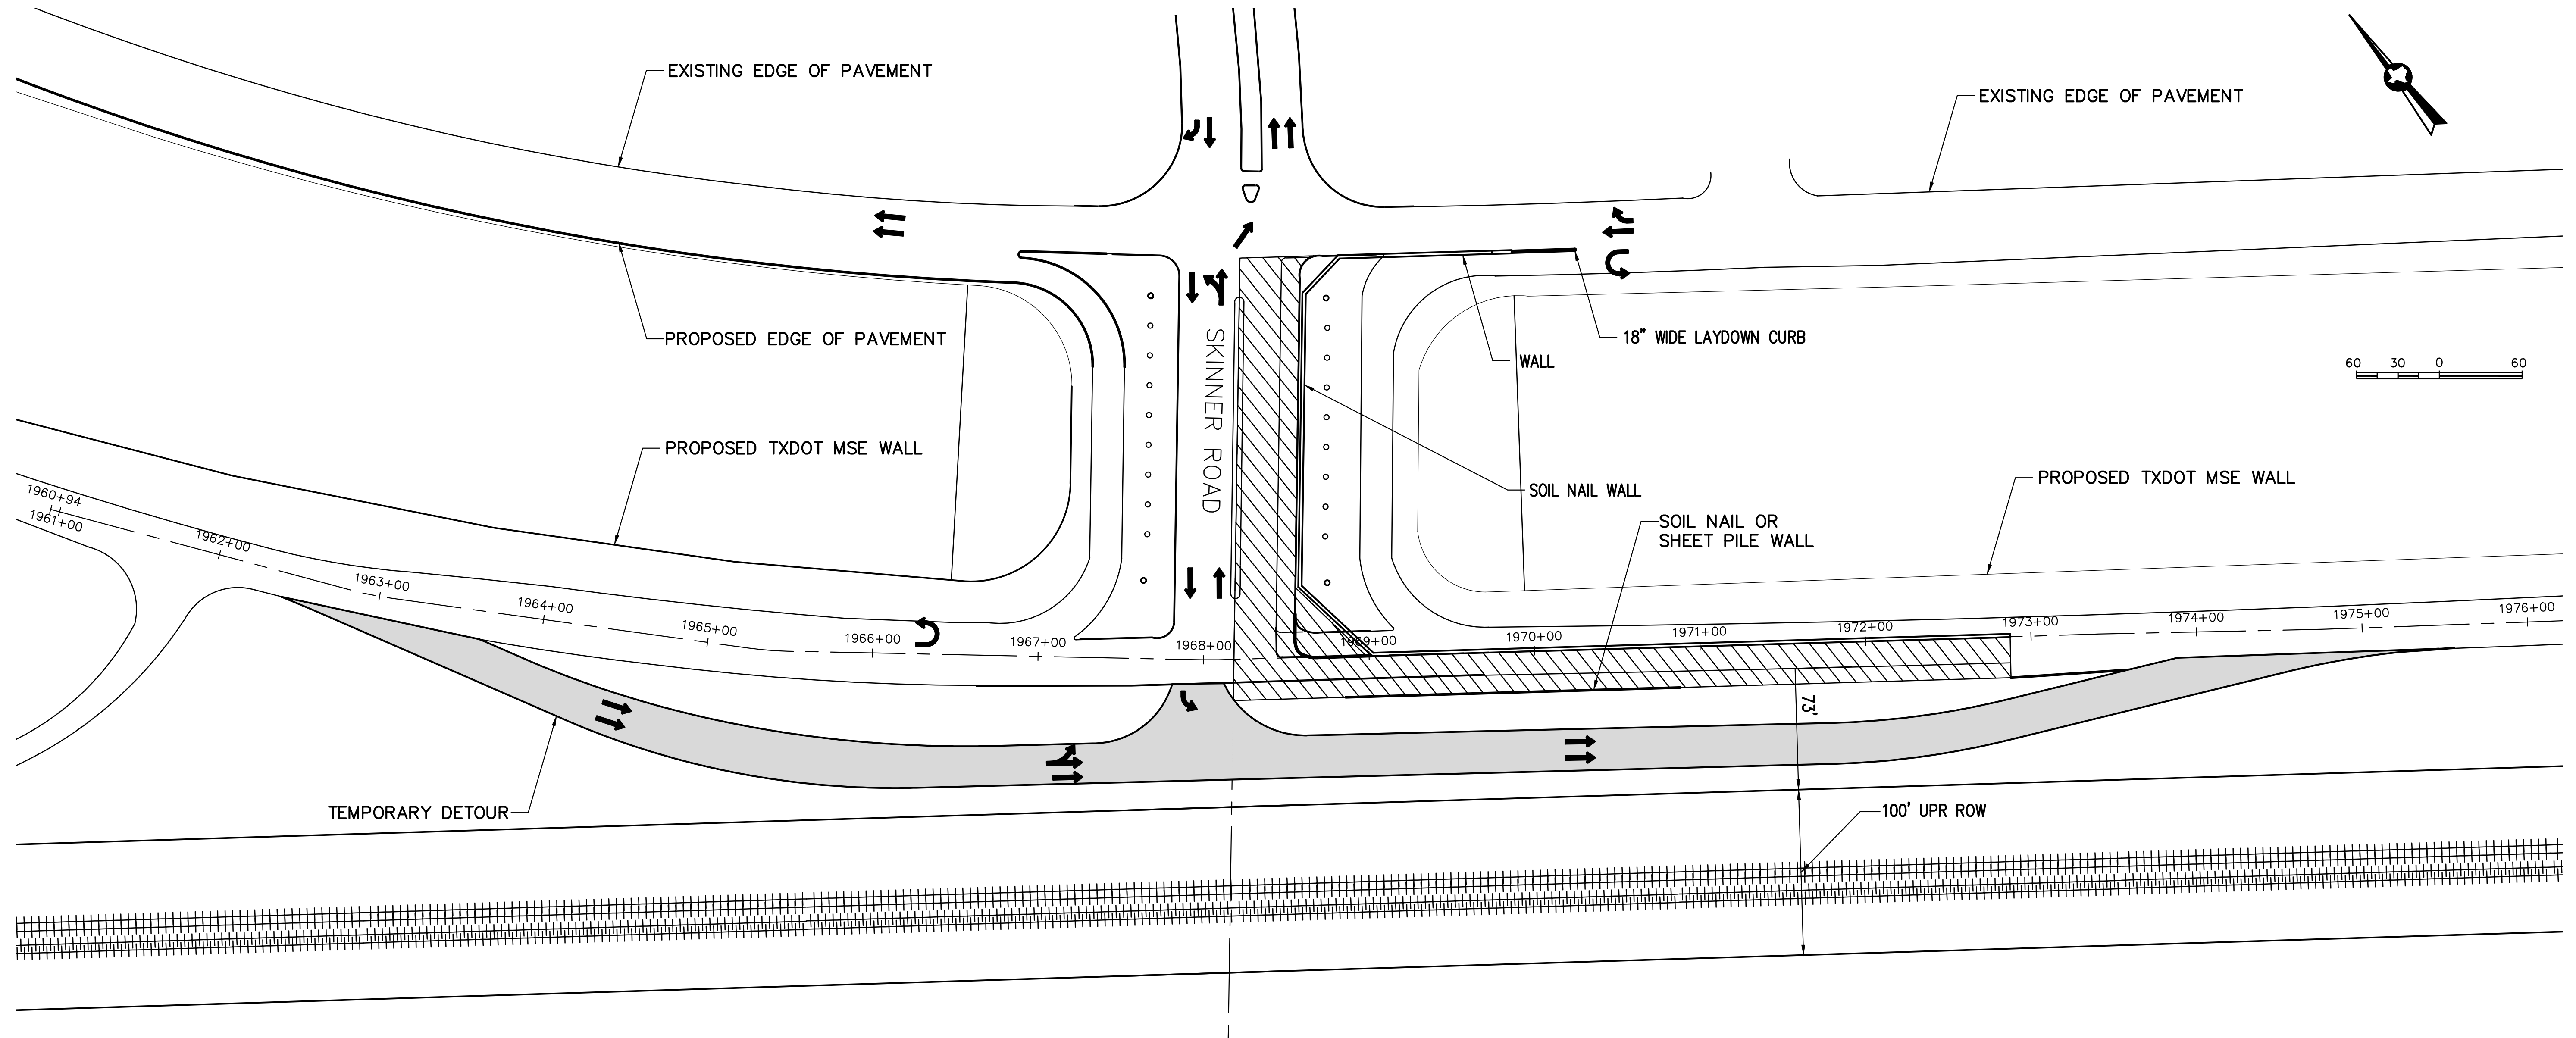 EXISTING EDGE OF PAVEMENT
EXISTING EDGE OF PAVEMENT
PROPOSED EDGE OF PAVEMENT
18" WIDE LAYDOWN CURB
WALL
60 30 0 60
SKINNER ROAD
PROPOSED TXDOT MSE WALL
PROPOSED TXDOT MSE WALL
SOIL NAIL WALL
SOIL NAIL OR
SHEET PILE WALL
1960+94
1961+00
1962+00
1963+00
1964+00
1965+00
1966+00
1967+00
1968+00
1969+00
1970+00
1971+00
1972+00
1973+00
1974+00
1975+00
1976+00
73'
TEMPORARY DETOUR
100' UPR ROW